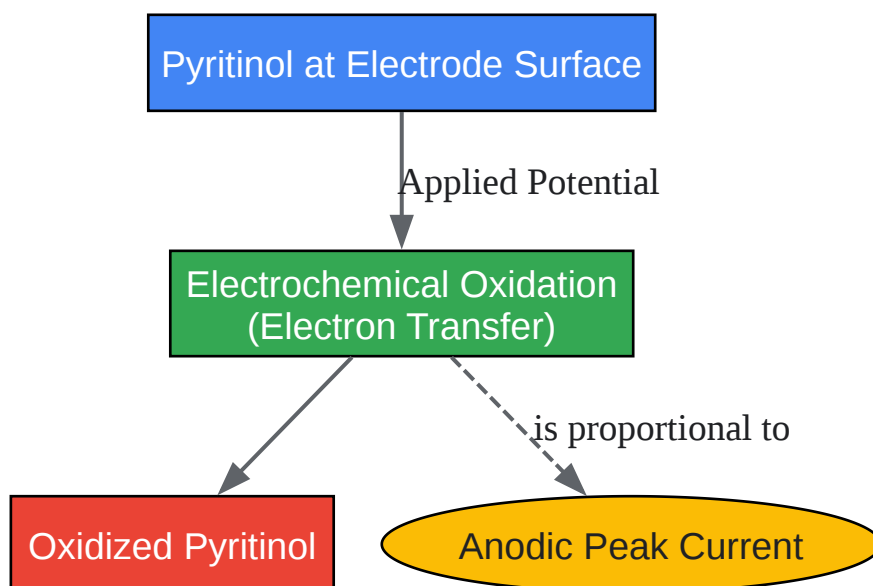 Pyritinol at Electrode Surface
Applied Potential
Electrochemical Oxidation
(Electron Transfer)
is proportional to
Oxidized Pyritinol
Anodic Peak Current